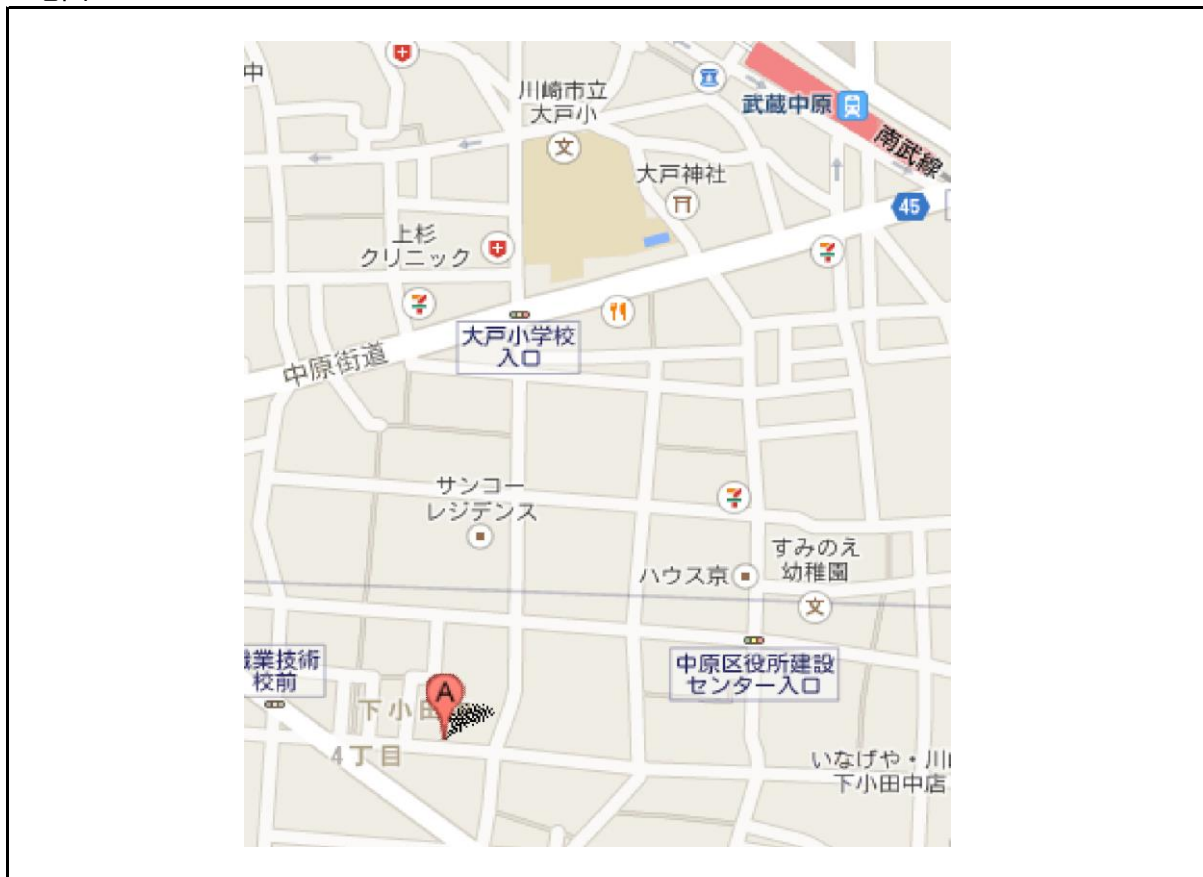 中
川崎市立
大戸小
武蔵中原
南武線
大戸神社
45
上杉
クリニック
大戸小学校
入口
中原街道
サンコー
レジデンス
すみのえ
幼稚園
ハウス京
業技術
校前
中原区役所建設
センター入口
A
下小田
4丁目
いなげや・川
下小田中店